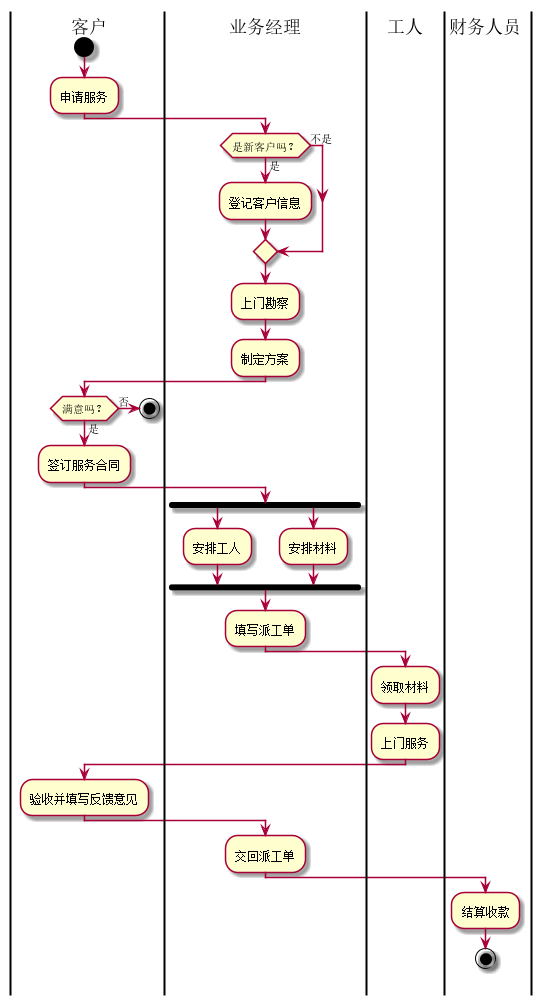 客户 业务经理 工人 财务人员
申请服务
是新客户吗？ 不是
是
登记客户信息
上门勘察
制定方案
满意吗？ 否
是
签订服务合同
安排工人 安排材料
填写派工单
领取材料
上门服务
验收并填写反馈意见
交回派工单
结算收款